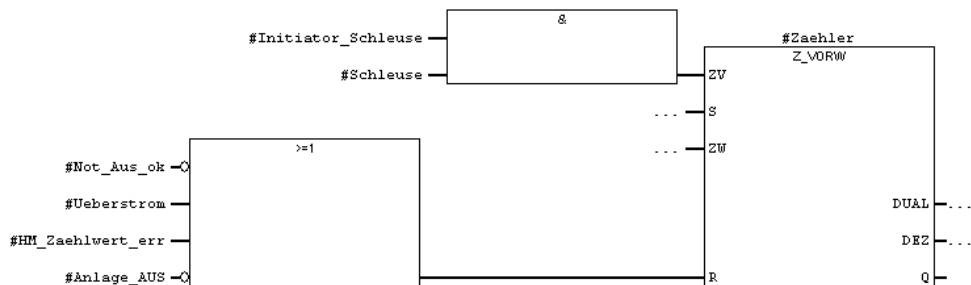 &
#Initiator_Schleuse
#Zaehler
Z_VORW
#Schleuse
ZV
... S
... ZW
>=1
#Not_Aus_ok
#Ueberstrom
DUAL ...
#HM_Zaehlwert_err
DEZ ...
#Anlage_AUS
R
Q